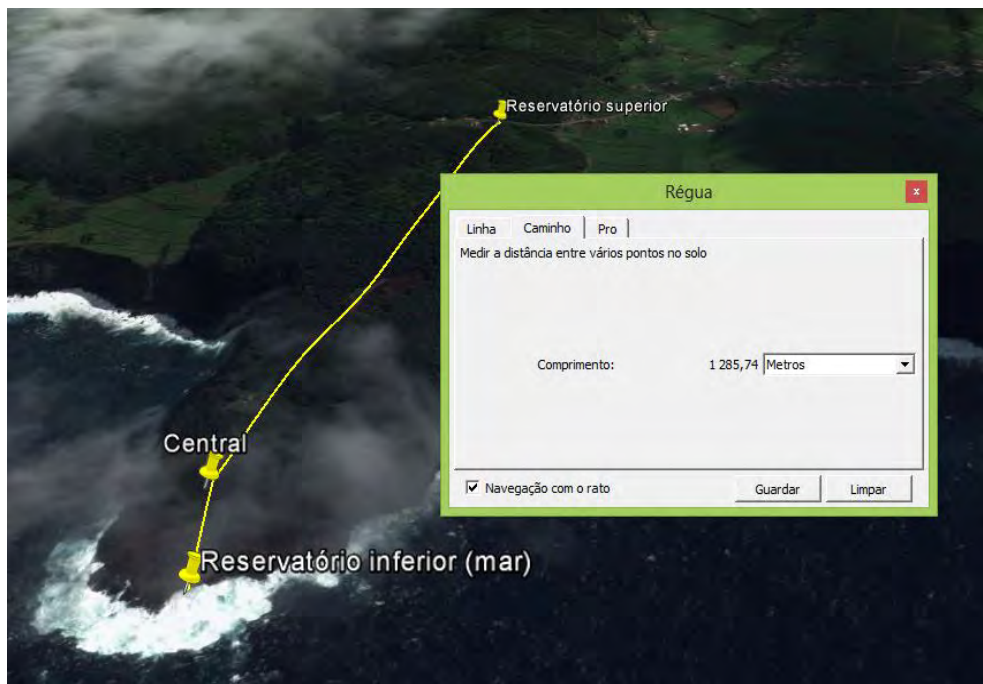 Reservatório superior
Régua
x
Linha Caminho Pro
Medir a distância entre vários pontos no solo
Comprimento: 1 285,74 Metros
Central
Navegação com o rato Guardar Limpar
Reservatório inferior (mar)